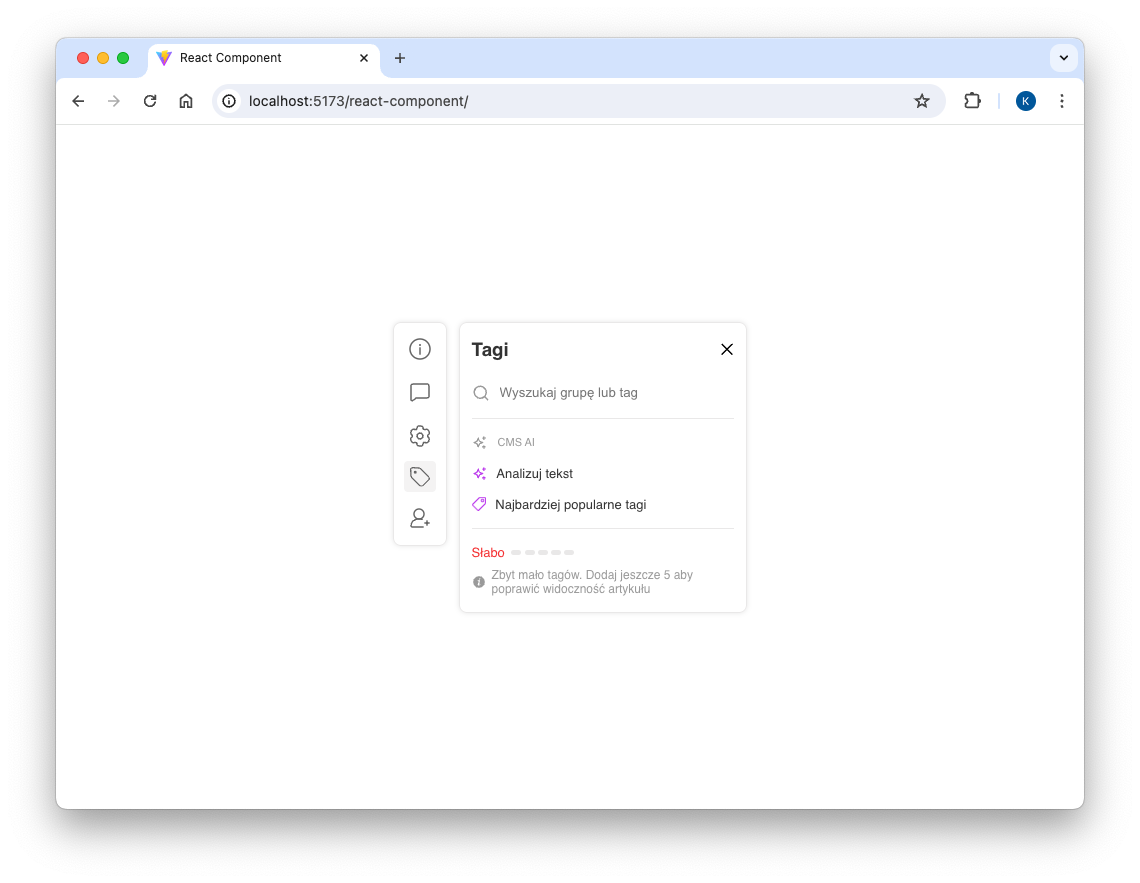 React Component
localhost:5173/react-component/
K
Tagi
Wyszukaj grupę lub tag
CMS AI
Analizuj tekst
Najbardziej popularne tagi
Słabo
Zbyt mało tagów. Dodaj jeszcze 5 aby
poprawić widoczność artykułu